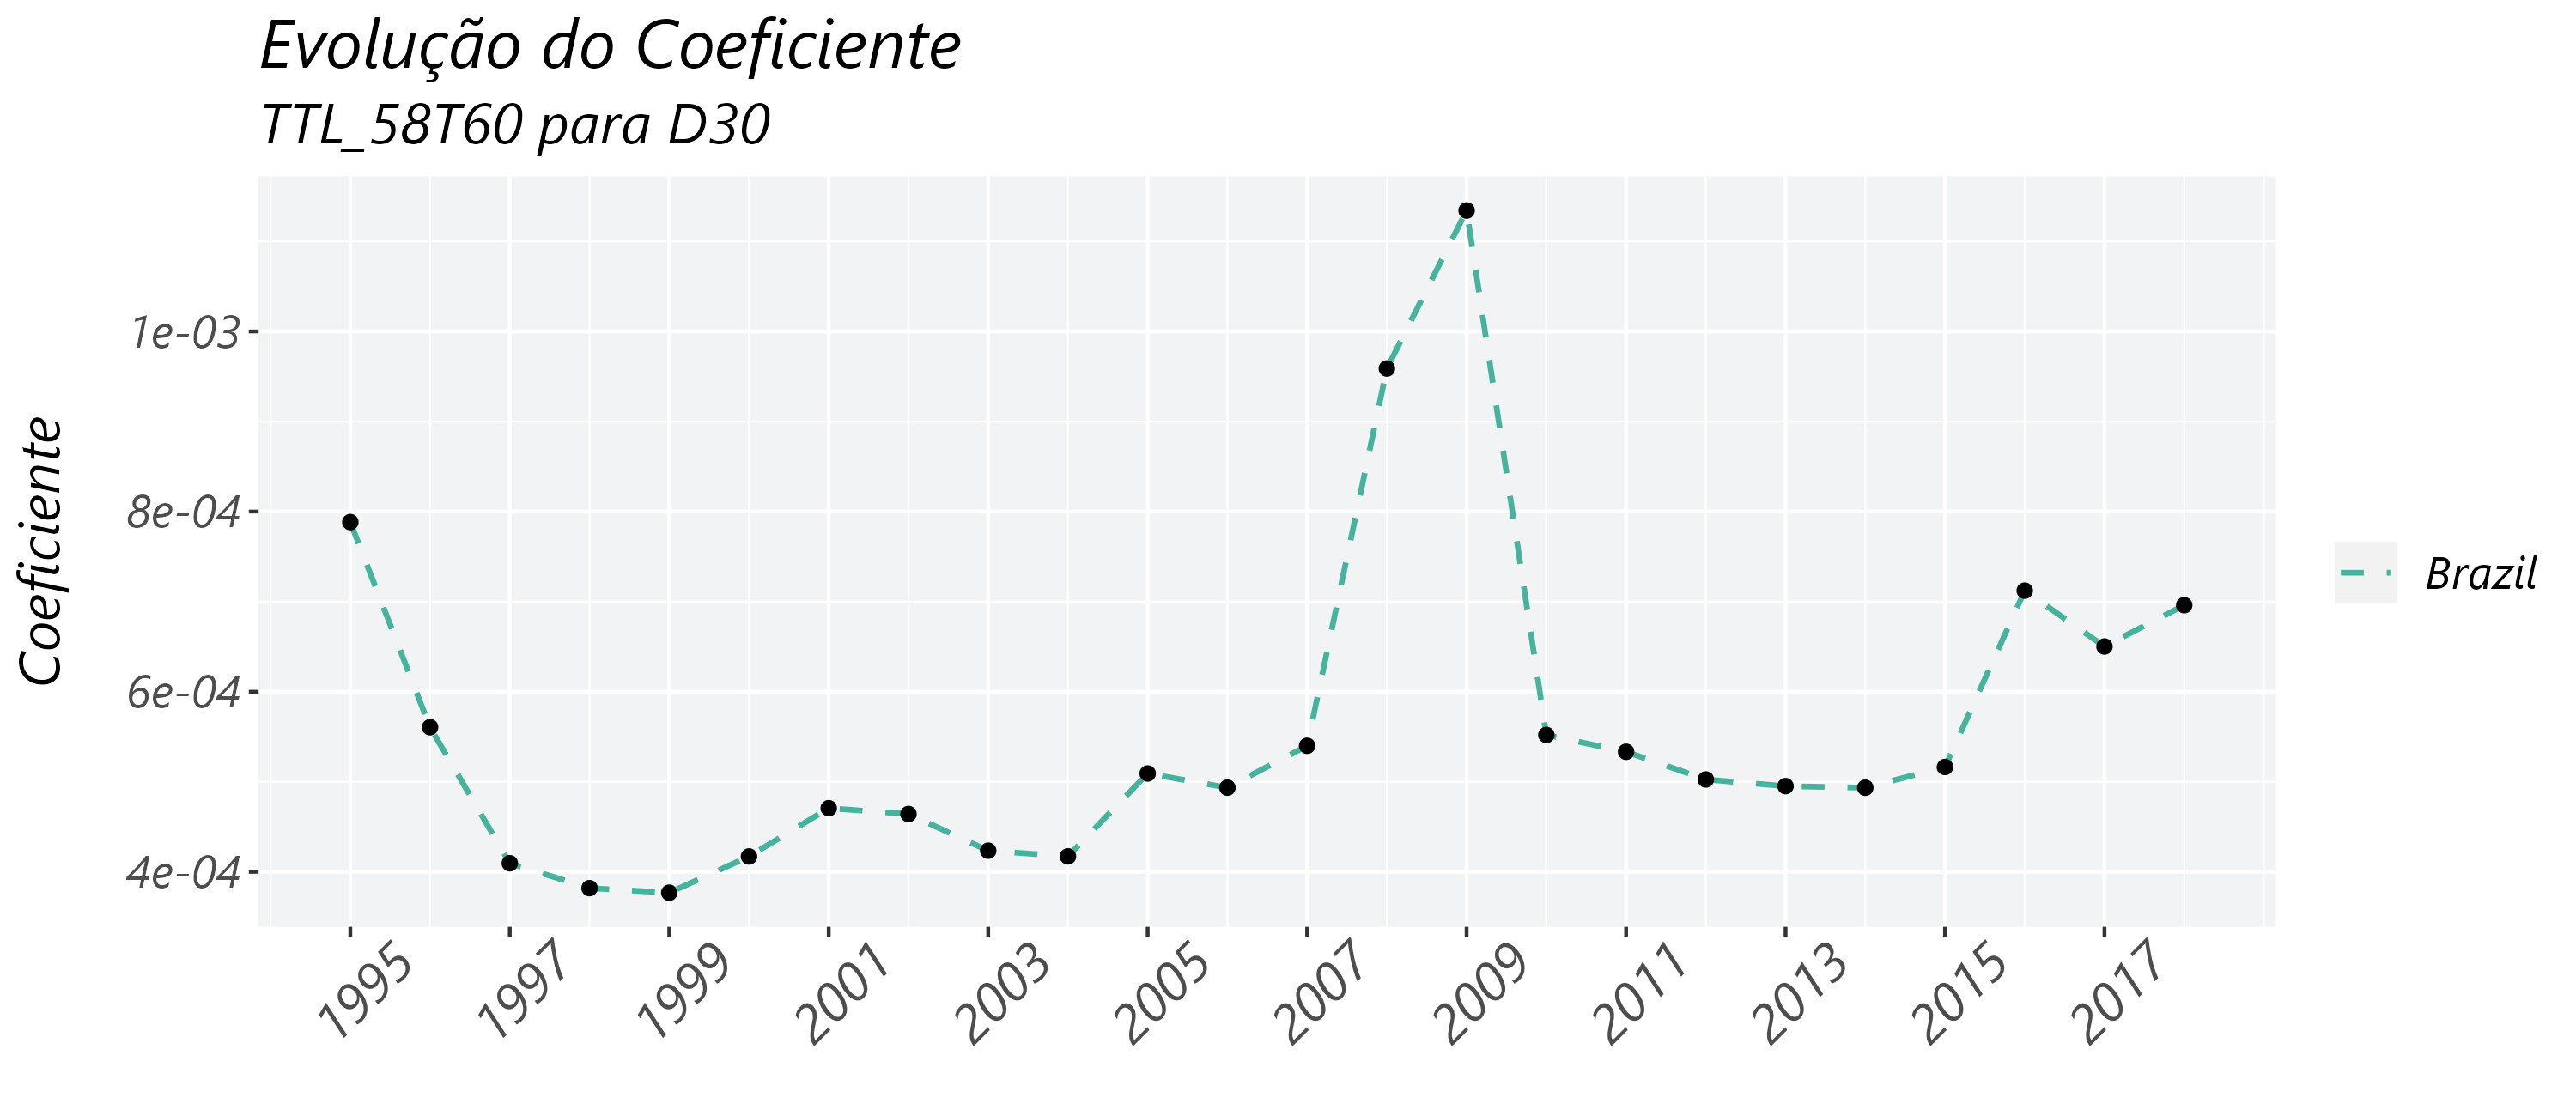 Evolução do Coeficiente
TTL_58T60 para D30
Coeficiente
1e-03
8e-04
6e-04
4e-04
1995
1997
1999
2001
2003
2005
2007
2009
2011
2013
2015
2017
Brazil